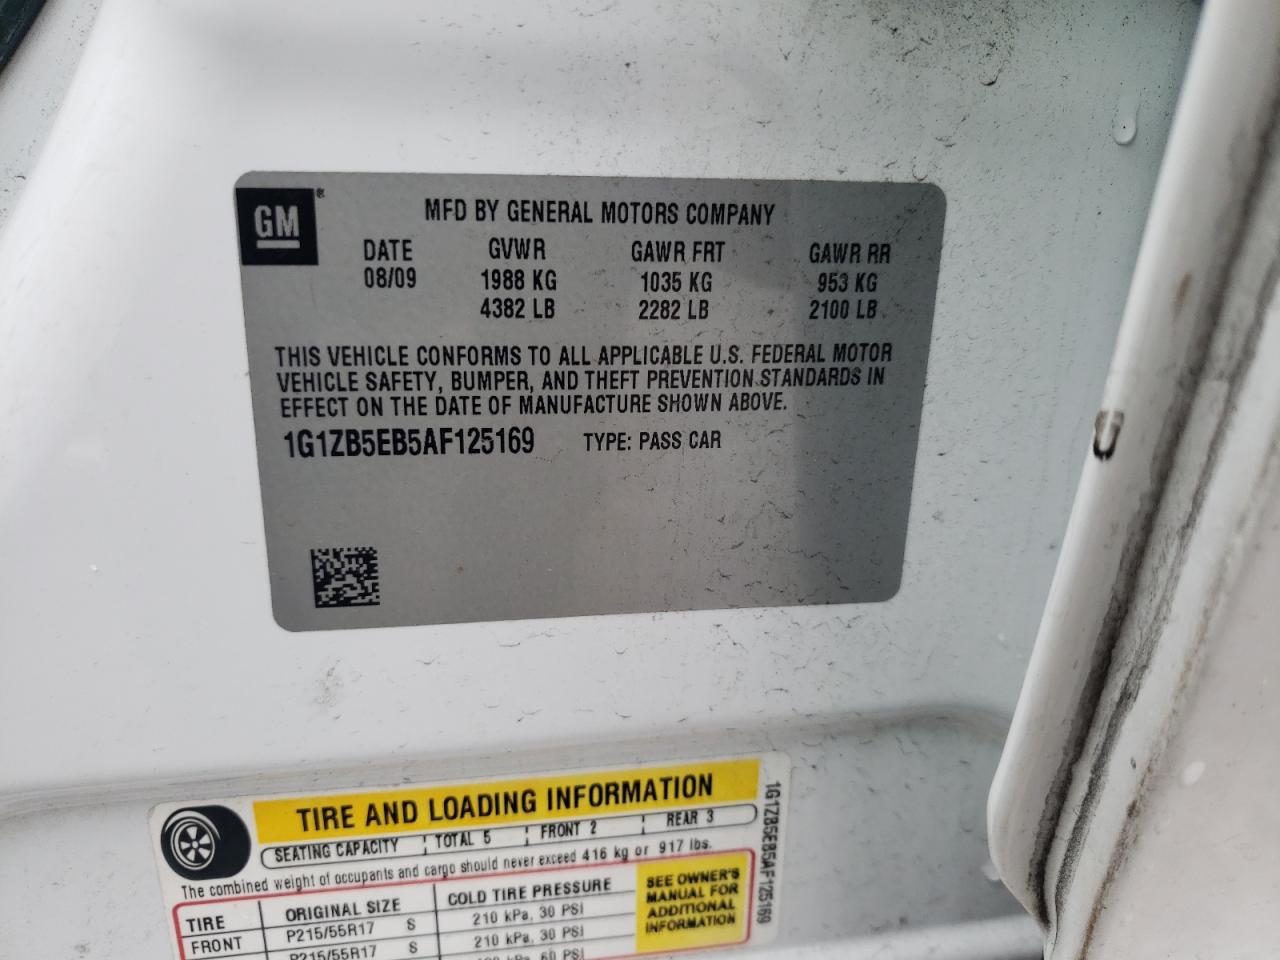 GM ®
MFD BY GENERAL MOTORS COMPANY
DATE GVWR GAWR FRT GAWR RR
08/09 1988 KG 1035 KG 953 KG
4382 LB 2282 LB 2100 LB
THIS VEHICLE CONFORMS TO ALL APPLICABLE U.S. FEDERAL MOTOR
VEHICLE SAFETY, BUMPER, AND THEFT PREVENTION STANDARDS IN
EFFECT ON THE DATE OF MANUFACTURE SHOWN ABOVE.
1G1ZB5EB5AF125169 TYPE: PASS CAR
TIRE AND LOADING INFORMATION
SEATING CAPACITY TOTAL 5 FRONT 2 REAR 3
The combined weight of occupants and cargo should never exceed 416 kg or 917 lbs.
TIRE ORIGINAL SIZE COLD TIRE PRESSURE
FRONT P215/55R17 S 210 kPa, 30 PSI
P215/55R17 S 210 kPa, 30 PSI
60 PSI
SEE OWNER'S
MANUAL FOR
ADDITIONAL
INFORMATION
1G1ZB5EB5AF125169